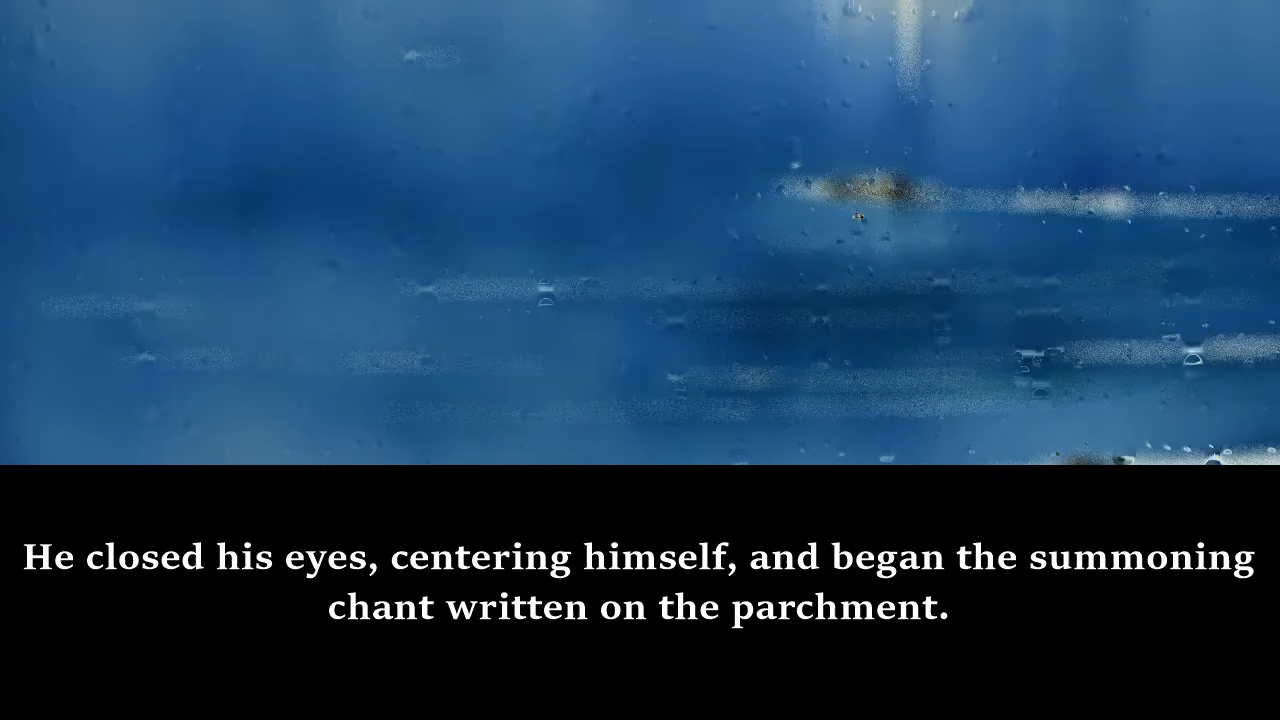 He closed his eyes, centering himself, and began the summoning
chant written on the parchment.